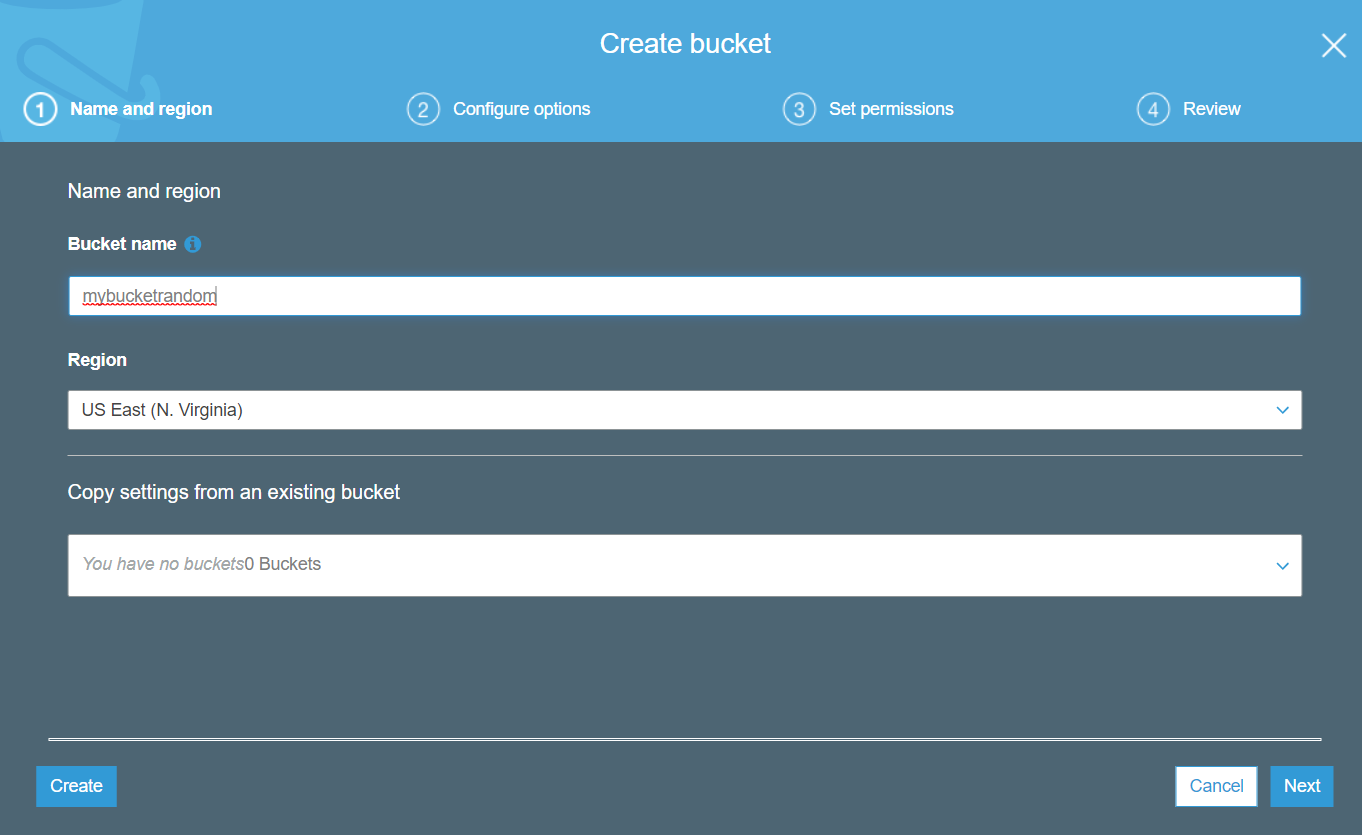 Create bucket
1 Name and region 2 Configure options 3 Set permissions 4 Review
Name and region
Bucket name i
mybucketrandom
Region
US East (N. Virginia)
Copy settings from an existing bucket
You have no buckets0 Buckets
Create Cancel Next